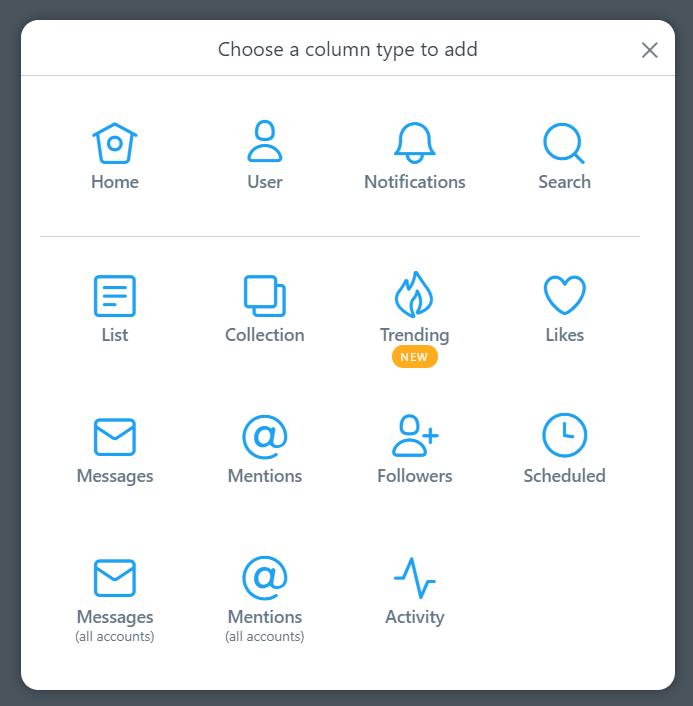 Choose a column type to add
Home
User
Notifications
Search
List
Collection
Trending
NEW
Likes
Messages
Mentions
Followers
Scheduled
Messages
(all accounts)
Mentions
(all accounts)
Activity